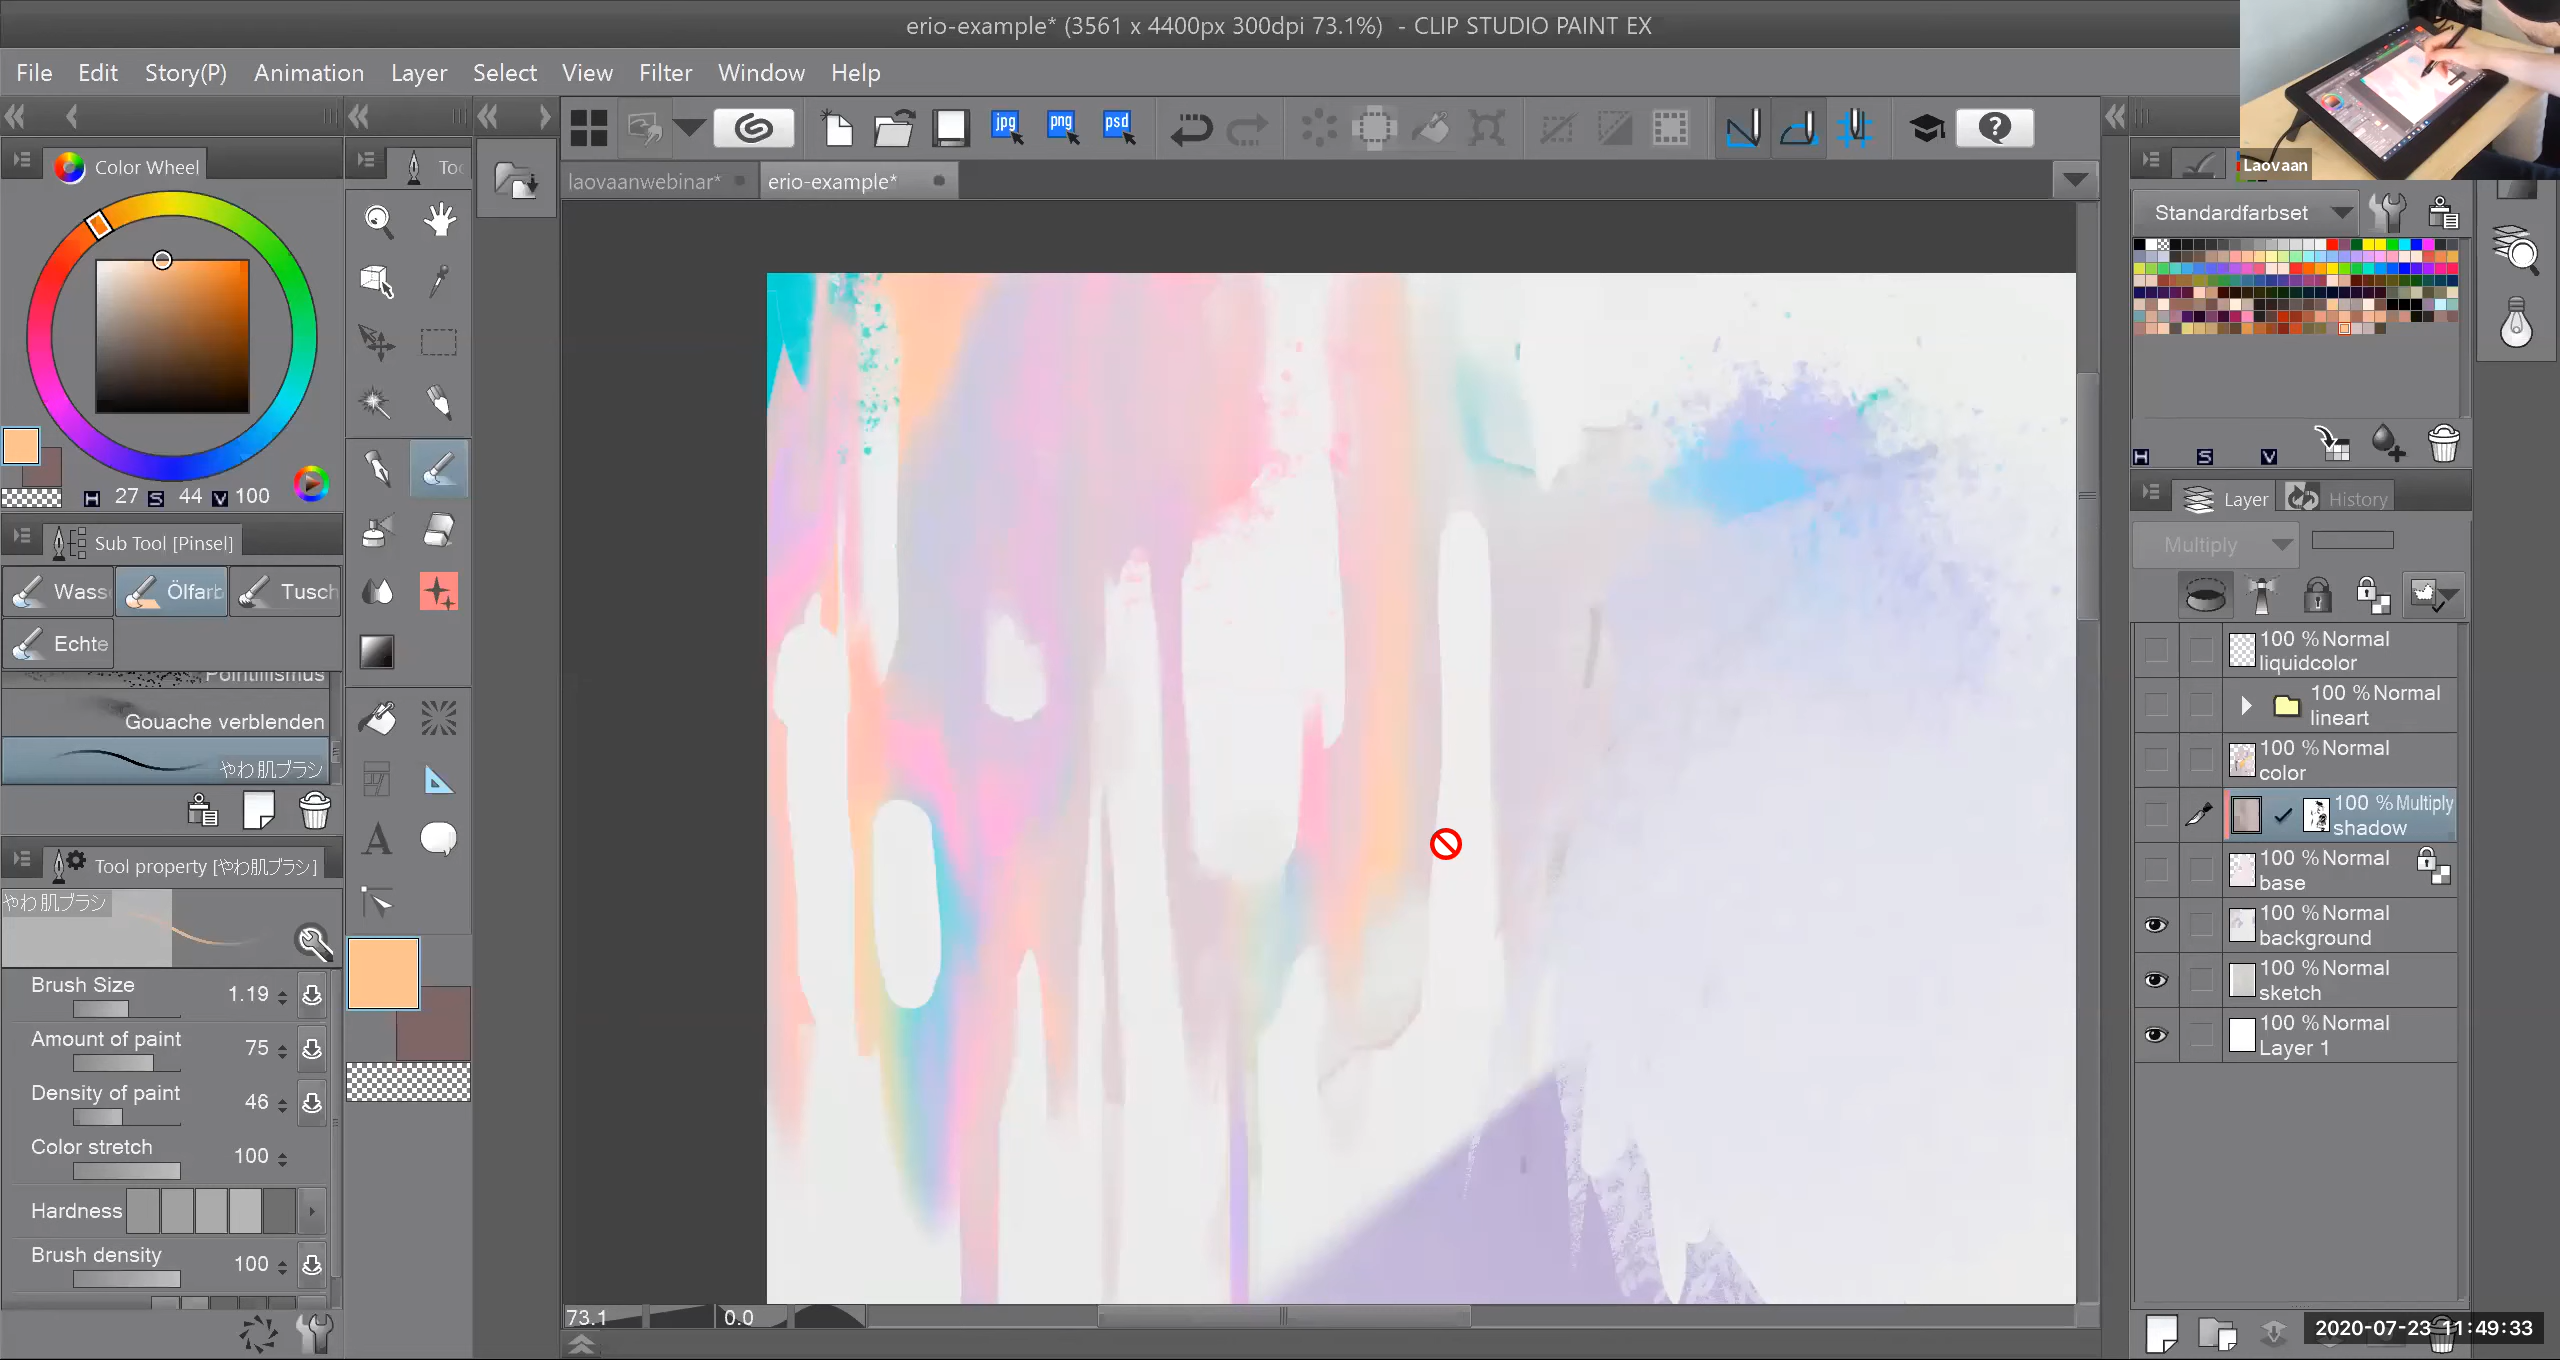 erio-example* (3561 x 4400px 300dpi 73.1%) - CLIP STUDIO PAINT EX
File Edit Story(P) Animation Layer Select View Filter Window Help
jpg png psd
Laovaan
Color Wheel
Too
laovaanwebinar* erio-example*
Standardfarbset
H 27 S 44 V 100
H S V
Sub Tool [Pinsel]
Wass Ölfarb Tusch
Echte
Pointillismus
Gouache verblenden
やわ肌ブラシ
Tool property [やわ肌ブラシ]
やわ肌ブラシ
Brush Size 1.19
Amount of paint 75
Density of paint 46
Color stretch 100
Hardness
Brush density 100
A
Layer History
Multiply
100 %Normal
liquidcolor
100 %Normal
lineart
100 %Normal
color
100 %Multiply
shadow
100 %Normal
base
100 %Normal
background
100 %Normal
sketch
100 %Normal
Layer 1
73.1 0.0
2020-07-23 11:49:33